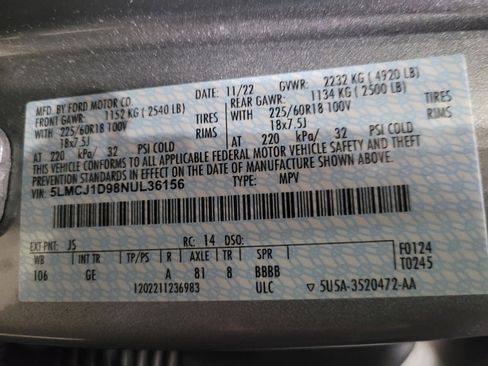 MFD. BY FORD MOTOR CO.
DATE: 11/22 GVWR: 2232 KG ( 4920 LB)
FRONT GAWR: 1152 KG ( 2540 LB)
REAR GAWR: 1134 KG ( 2500 LB)
WITH 225/60R18 100V TIRES
WITH 225/60R18 100V TIRES
18x7.5J RIMS
18x7.5J RIMS
AT 220 kPa/ 32 PSI COLD
AT 220 kPa/ 32 PSI COLD
THIS VEHICLE CONFORMS TO ALL APPLICABLE FEDERAL MOTOR VEHICLE SAFETY AND THEFT
PREVENTION STANDARDS IN EFFECT ON THE DATE OF MANUFACTURE SHOWN ABOVE.
VIN: 5LMCJ1D98NUL36156 TYPE: MPV
EXT PNT: JS RC: 14 DSO:
WB INT TR TP/PS R AXLE TR SPR
106 GE A 81 8 BBBB
F0124
T0245
1202211236983 ULC 5U5A-3520472-AA